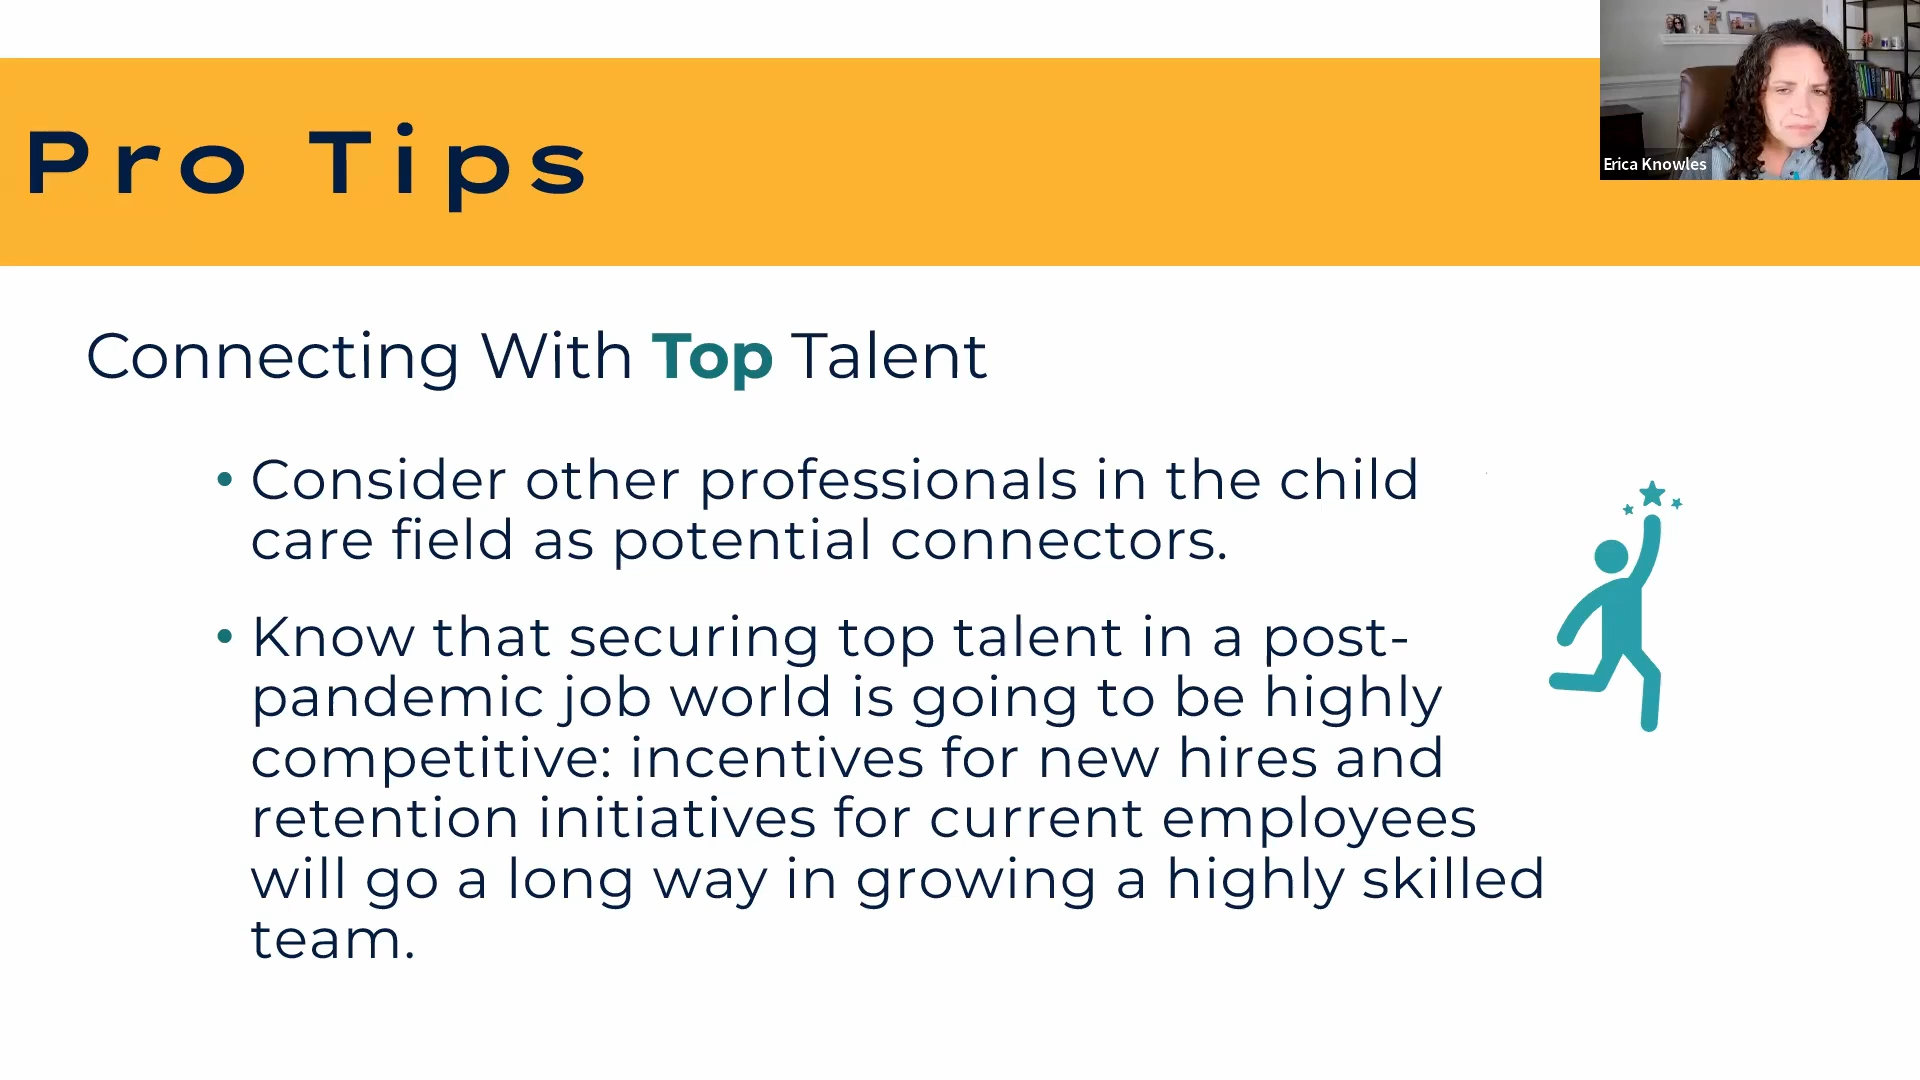 Pro Tips
Erica Knowles
Connecting With Top Talent
• Consider other professionals in the child
care field as potential connectors.
• Know that securing top talent in a post-
pandemic job world is going to be highly
competitive: incentives for new hires and
retention initiatives for current employees
will go a long way in growing a highly skilled
team.